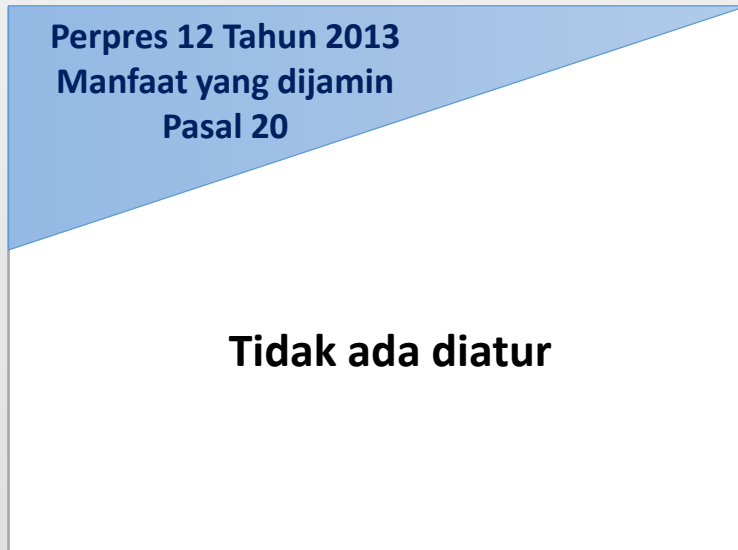 Perpres 12 Tahun 2013
Manfaat yang dijamin
Pasal 20
Tidak ada diatur